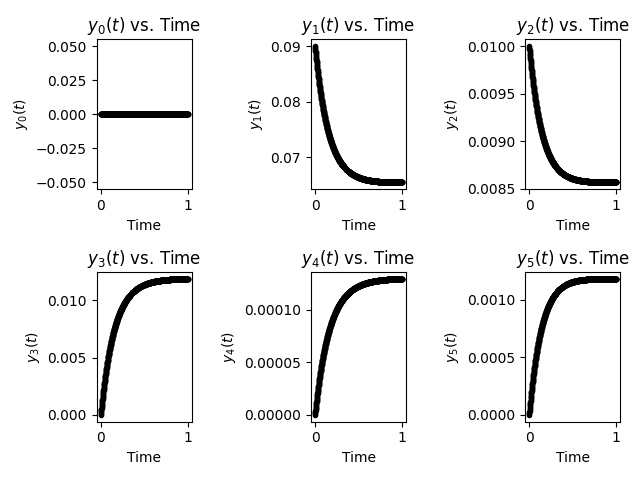 y₀(t) vs. Time
0.050
0.025
0.000
−0.025
−0.050
y₀(t)
0 1
Time
y₁(t) vs. Time
0.09
0.08
0.07
y₁(t)
0 1
Time
y₂(t) vs. Time
0.0100
0.0095
0.0090
0.0085
y₂(t)
0 1
Time
y₃(t) vs. Time
0.010
0.005
0.000
y₃(t)
0 1
Time
y₄(t) vs. Time
0.00010
0.00005
0.00000
y₄(t)
0 1
Time
y₅(t) vs. Time
0.0010
0.0005
0.0000
y₅(t)
0 1
Time